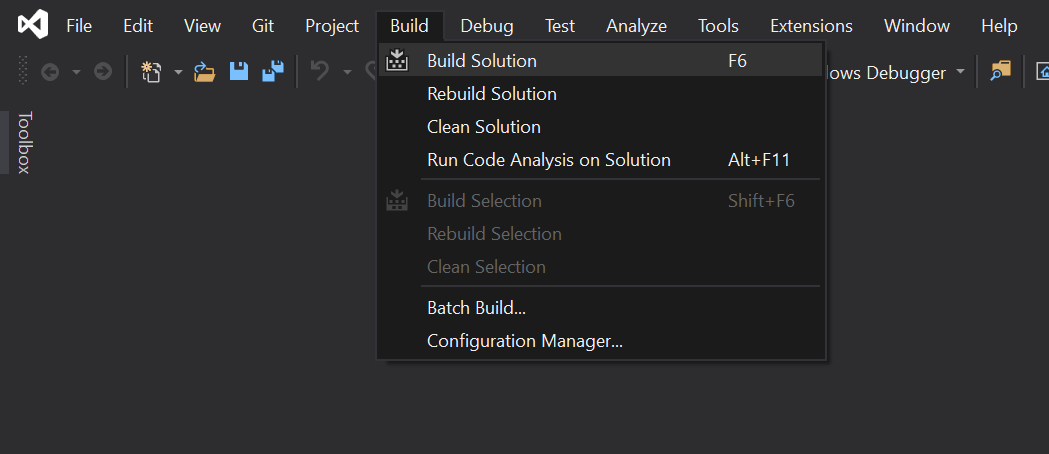 File Edit View Git Project Build Debug Test Analyze Tools Extensions Window Help
Debugger
Toolbox
Build Solution F6
Rebuild Solution
Clean Solution
Run Code Analysis on Solution Alt+F11
Build Selection Shift+F6
Rebuild Selection
Clean Selection
Batch Build...
Configuration Manager...